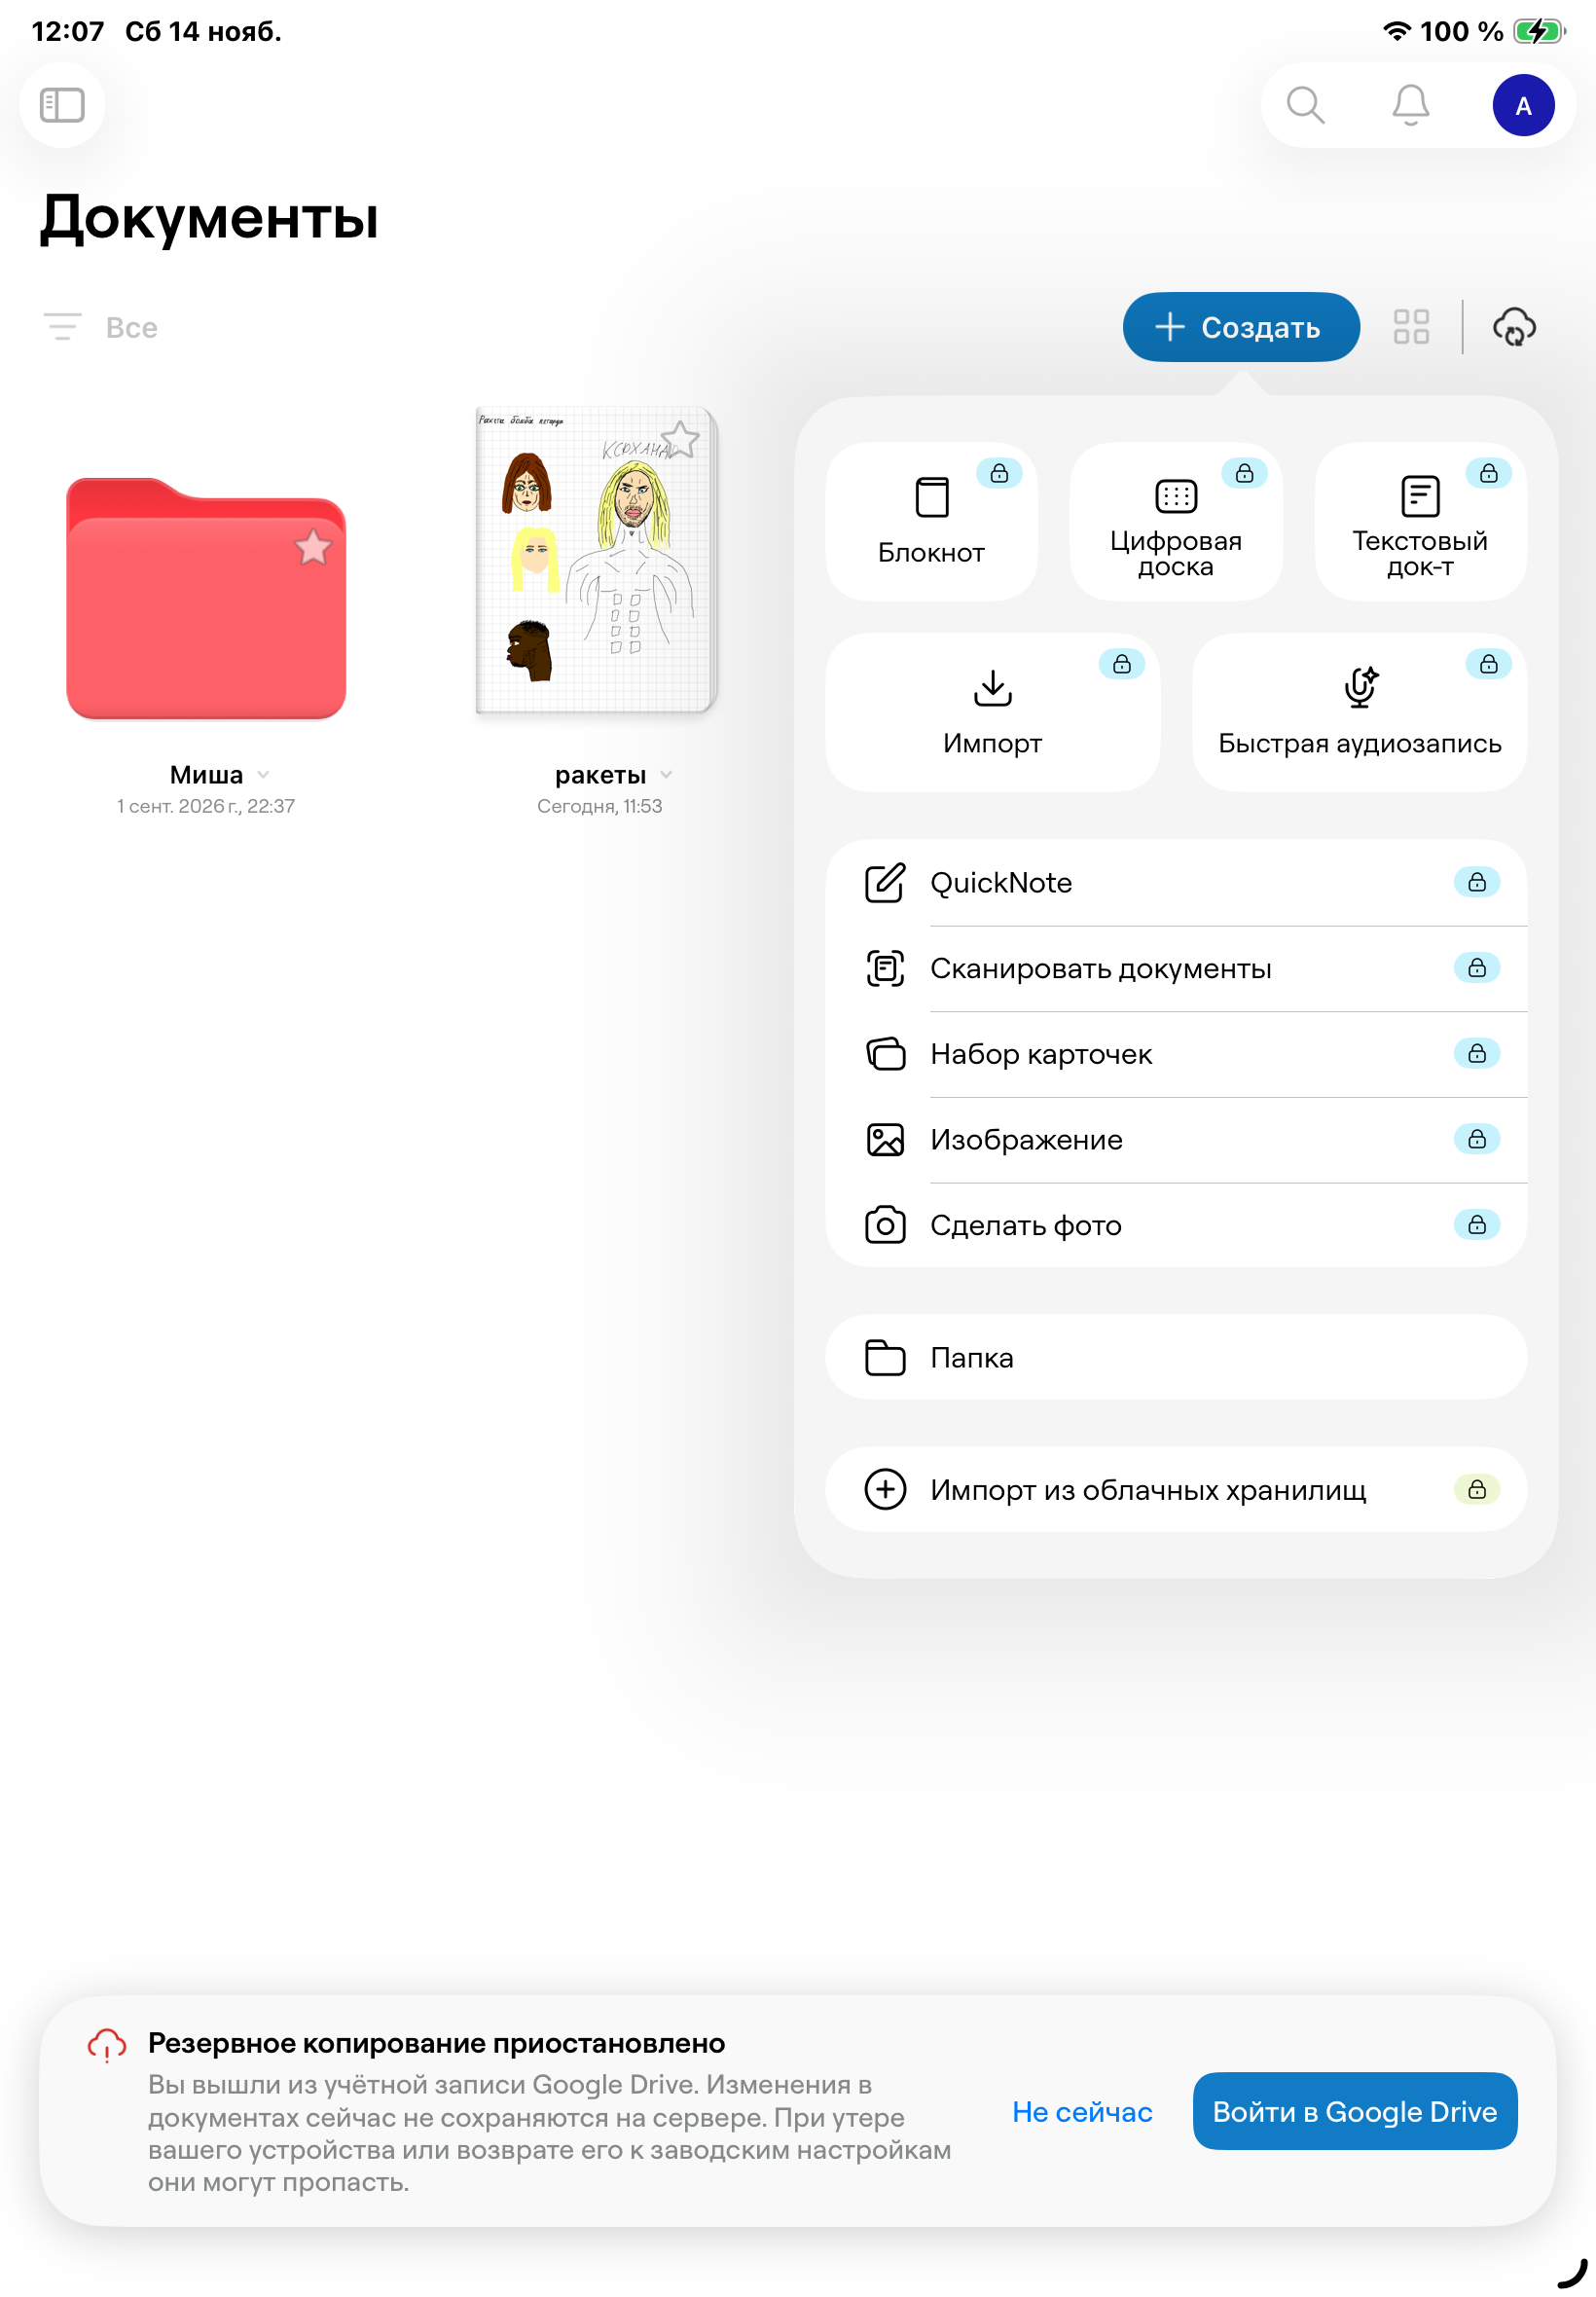 12:07 Сб 14 нояб.
100 %
A
Документы
Все
Создать
Ракеты бомбы петарды
Блокнот
Цифровая
доска
Текстовый
док-т
Импорт
Быстрая аудиозапись
Миша
1 сент. 2026 г., 22:37
ракеты
Сегодня, 11:53
QuickNote
Сканировать документы
Набор карточек
Изображение
Сделать фото
Папка
Импорт из облачных хранилищ
Резервное копирование приостановлено
Вы вышли из учётной записи Google Drive. Изменения в
документах сейчас не сохраняются на сервере. При утере
вашего устройства или возврате его к заводским настройкам
они могут пропасть.
Не сейчас
Войти в Google Drive